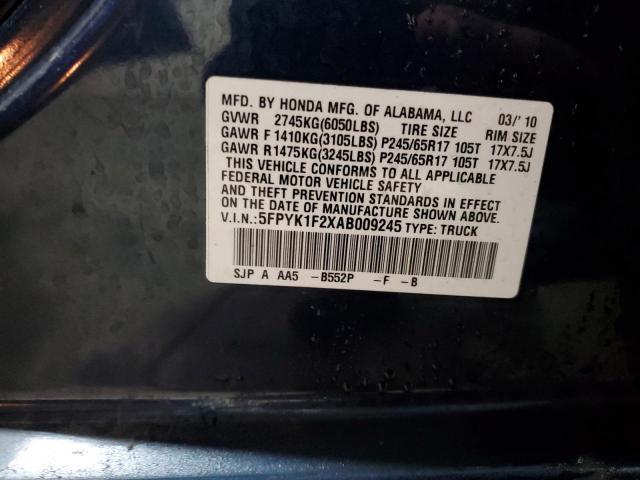 MFD. BY HONDA MFG. OF ALABAMA, LLC 03/' 10
GVWR 2745KG(6050LBS) TIRE SIZE RIM SIZE
GAWR F 1410KG(3105LBS) P245/65R17 105T 17X7.5J
GAWR R 1475KG(3245LBS) P245/65R17 105T 17X7.5J
THIS VEHICLE CONFORMS TO ALL APPLICABLE
FEDERAL MOTOR VEHICLE SAFETY
AND THEFT PREVENTION STANDARDS IN EFFECT
ON DATE OF MANUFACTURE SHOWN ABOVE.
V.I.N.:5FPYK1F2XAB009245 TYPE: TRUCK
SJP A AA5 -B552P -F -B